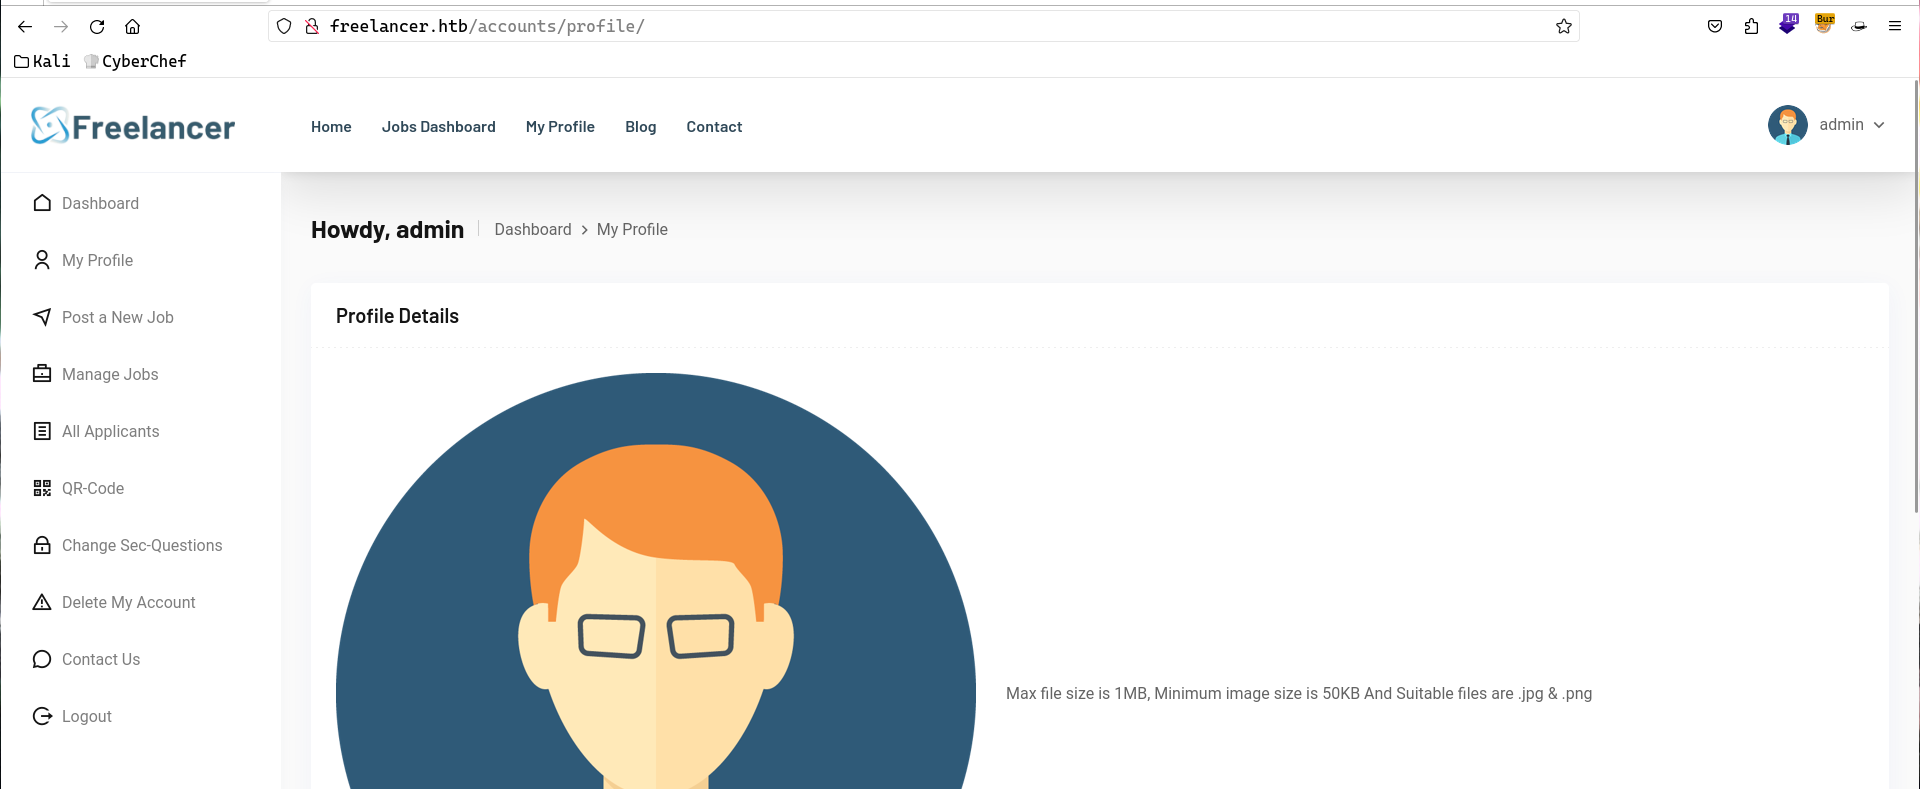 14 Bur
freelancer.htb/accounts/profile/
Kali CyberChef
Freelancer Home Jobs Dashboard My Profile Blog Contact admin
Dashboard
My Profile
Post a New Job
Manage Jobs
All Applicants
QR-Code
Change Sec-Questions
Delete My Account
Contact Us
Logout
Howdy, admin Dashboard > My Profile
Profile Details
Max file size is 1MB, Minimum image size is 50KB And Suitable files are .jpg & .png